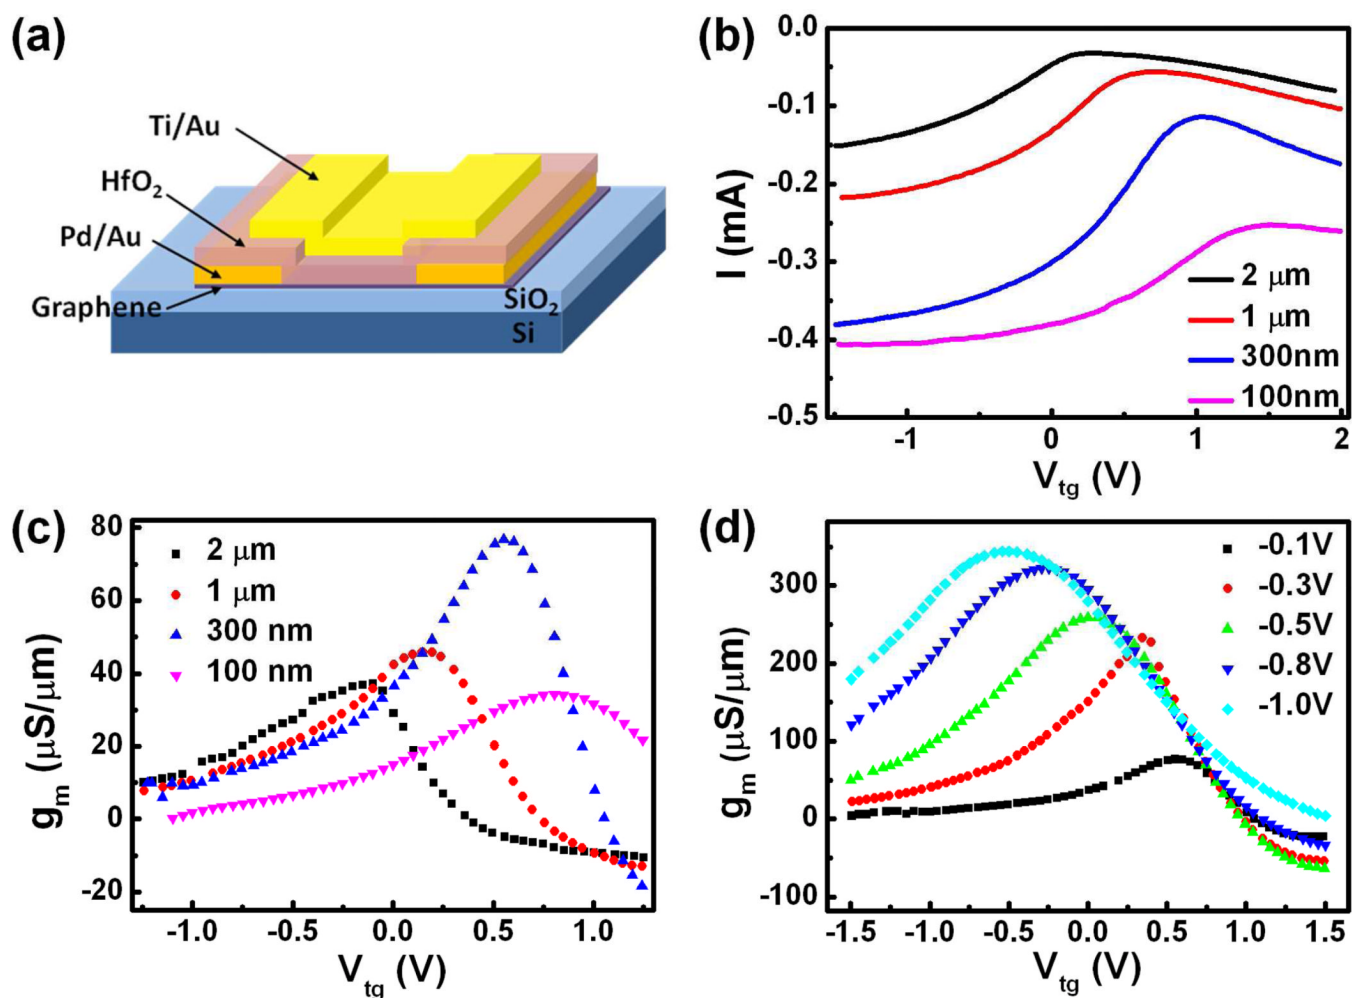 (a)
Ti/Au
HfO2
Pd/Au
Graphene
SiO2
Si
(b)
0.0
-0.1
-0.2
-0.3
-0.4
-0.5
I (mA)
2 μm
1 μm
300nm
100nm
-1
0
1
2
Vtg (V)
(c)
80
60
40
20
0
-20
gm (μS/μm)
2 μm
1 μm
300 nm
100 nm
-1.0
-0.5
0.0
0.5
1.0
Vtg (V)
(d)
300
200
100
0
-100
gm (μS/μm)
-0.1V
-0.3V
-0.5V
-0.8V
-1.0V
-1.5
-1.0
-0.5
0.0
0.5
1.0
1.5
Vtg (V)